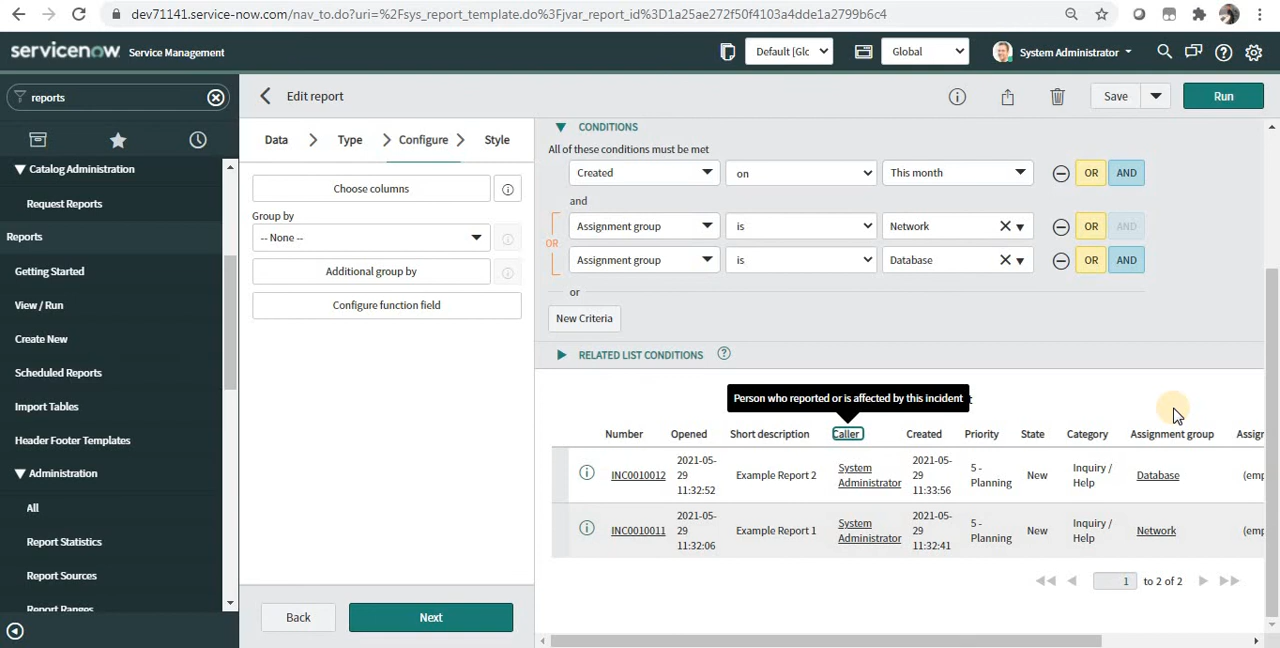 dev71141.service-now.com/nav_to.do?uri=%2Fsys_report_template.do%3Fjvar_report_id%3D1a25ae272f50f4103a4dde1a2799b6c4
servicenow Service Management
Default [Glc
Global
System Administrator
reports
Edit report
Save
Run
Catalog Administration
Request Reports
Reports
Getting Started
View / Run
Create New
Scheduled Reports
Import Tables
Header Footer Templates
Administration
All
Report Statistics
Report Sources
Report Ranges
Data
Type
Configure
Style
Choose columns
Group by
-- None --
Additional group by
Configure function field
Back
Next
CONDITIONS
All of these conditions must be met
Created on This month OR AND
and
OR
Assignment group is Network OR AND
Assignment group is Database OR AND
or
New Criteria
RELATED LIST CONDITIONS
Person who reported or is affected by this incident
Number Opened Short description Caller Created Priority State Category Assignment group Assigr
INC0010012 2021-05-29 11:32:52 Example Report 2 System Administrator 2021-05-29 11:33:56 5 - Planning New Inquiry / Help Database (emp
INC0010011 2021-05-29 11:32:06 Example Report 1 System Administrator 2021-05-29 11:32:41 5 - Planning New Inquiry / Help Network (emp
1 to 2 of 2